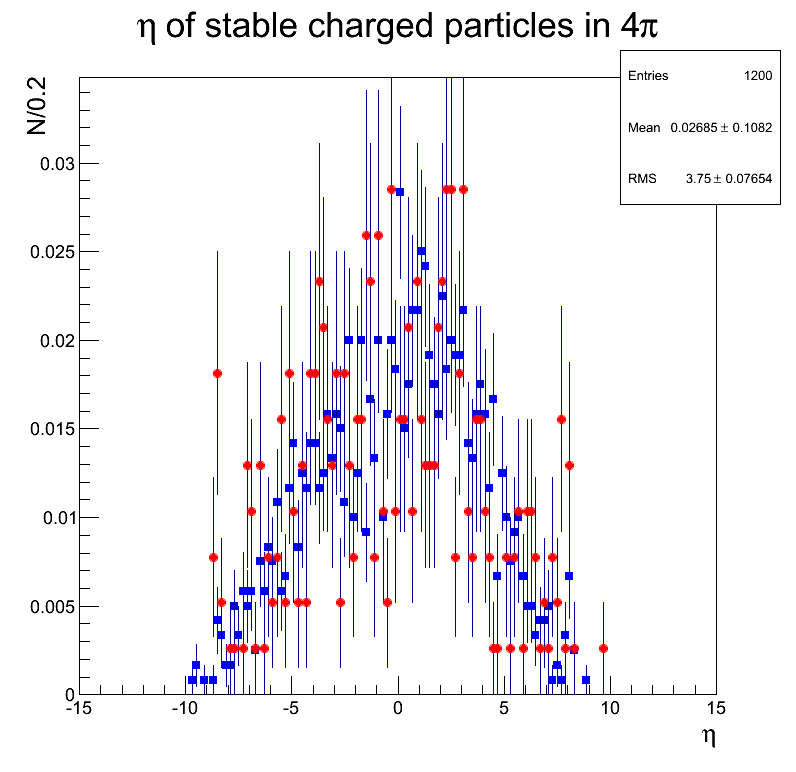 η of stable charged particles in 4π
Entries 1200
Mean 0.02685 ± 0.1082
RMS 3.75 ± 0.07654
N/0.2
0.03
0.025
0.02
0.015
0.01
0.005
0
-15 -10 -5 0 5 10 15
η